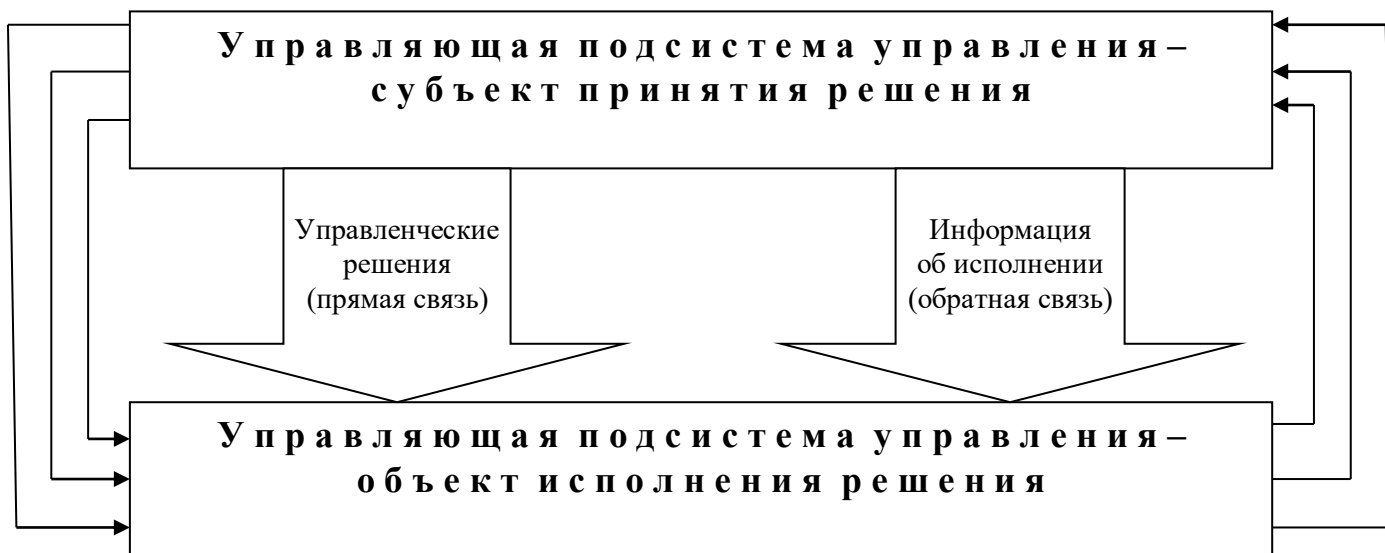 Управляющая подсистема управления–
субъект принятия решения
Управленческие
решения
(прямая связь)
Информация
об исполнении
(обратная связь)
Управляющая подсистема управления–
объект исполнения решения